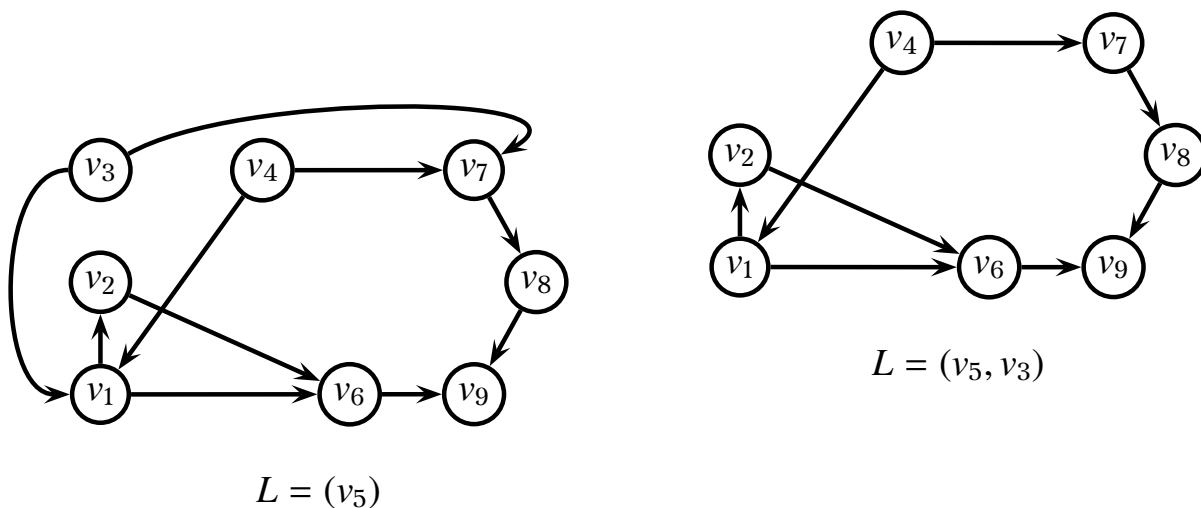 v₃
v₄
v₇
v₂
v₈
v₁
v₆
v₉
L = (v₅)
v₄
v₇
v₂
v₈
v₁
v₆
v₉
L = (v₅, v₃)